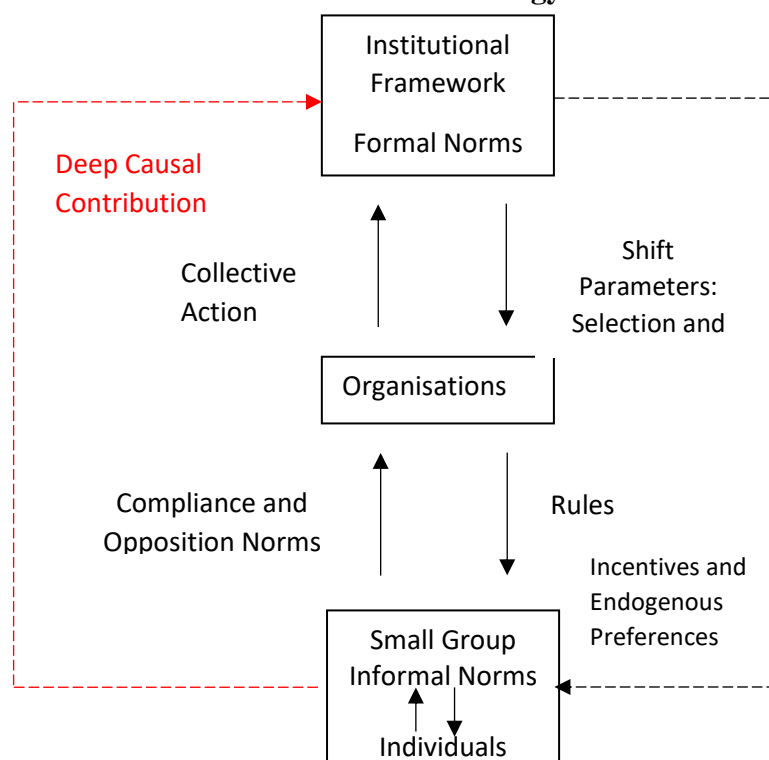 Institutional
Framework
Formal Norms
Deep Causal
Contribution
Collective
Action
Shift
Parameters:
Selection and
Organisations
Compliance and
Opposition Norms
Rules
Incentives and
Endogenous
Preferences
Small Group
Informal Norms
Individuals